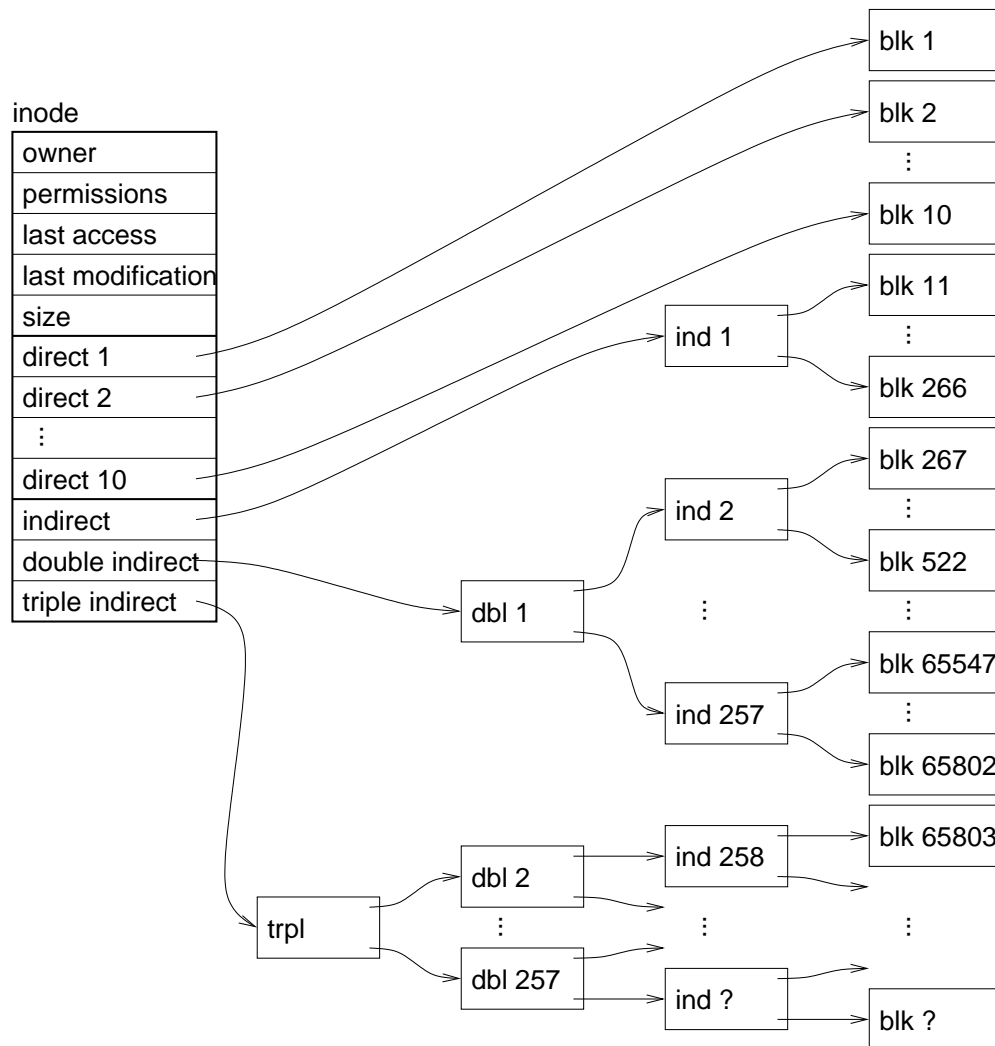 inode
owner
permissions
last access
last modification
size
direct 1
direct 2
⋮
direct 10
indirect
double indirect
triple indirect
trpl
dbl 1
dbl 2
⋮
dbl 257
ind 1
ind 2
⋮
ind 257
ind 258
⋮
ind ?
blk 1
blk 2
⋮
blk 10
blk 11
⋮
blk 266
blk 267
⋮
blk 522
⋮
blk 65547
⋮
blk 65802
blk 65803
⋮
blk ?